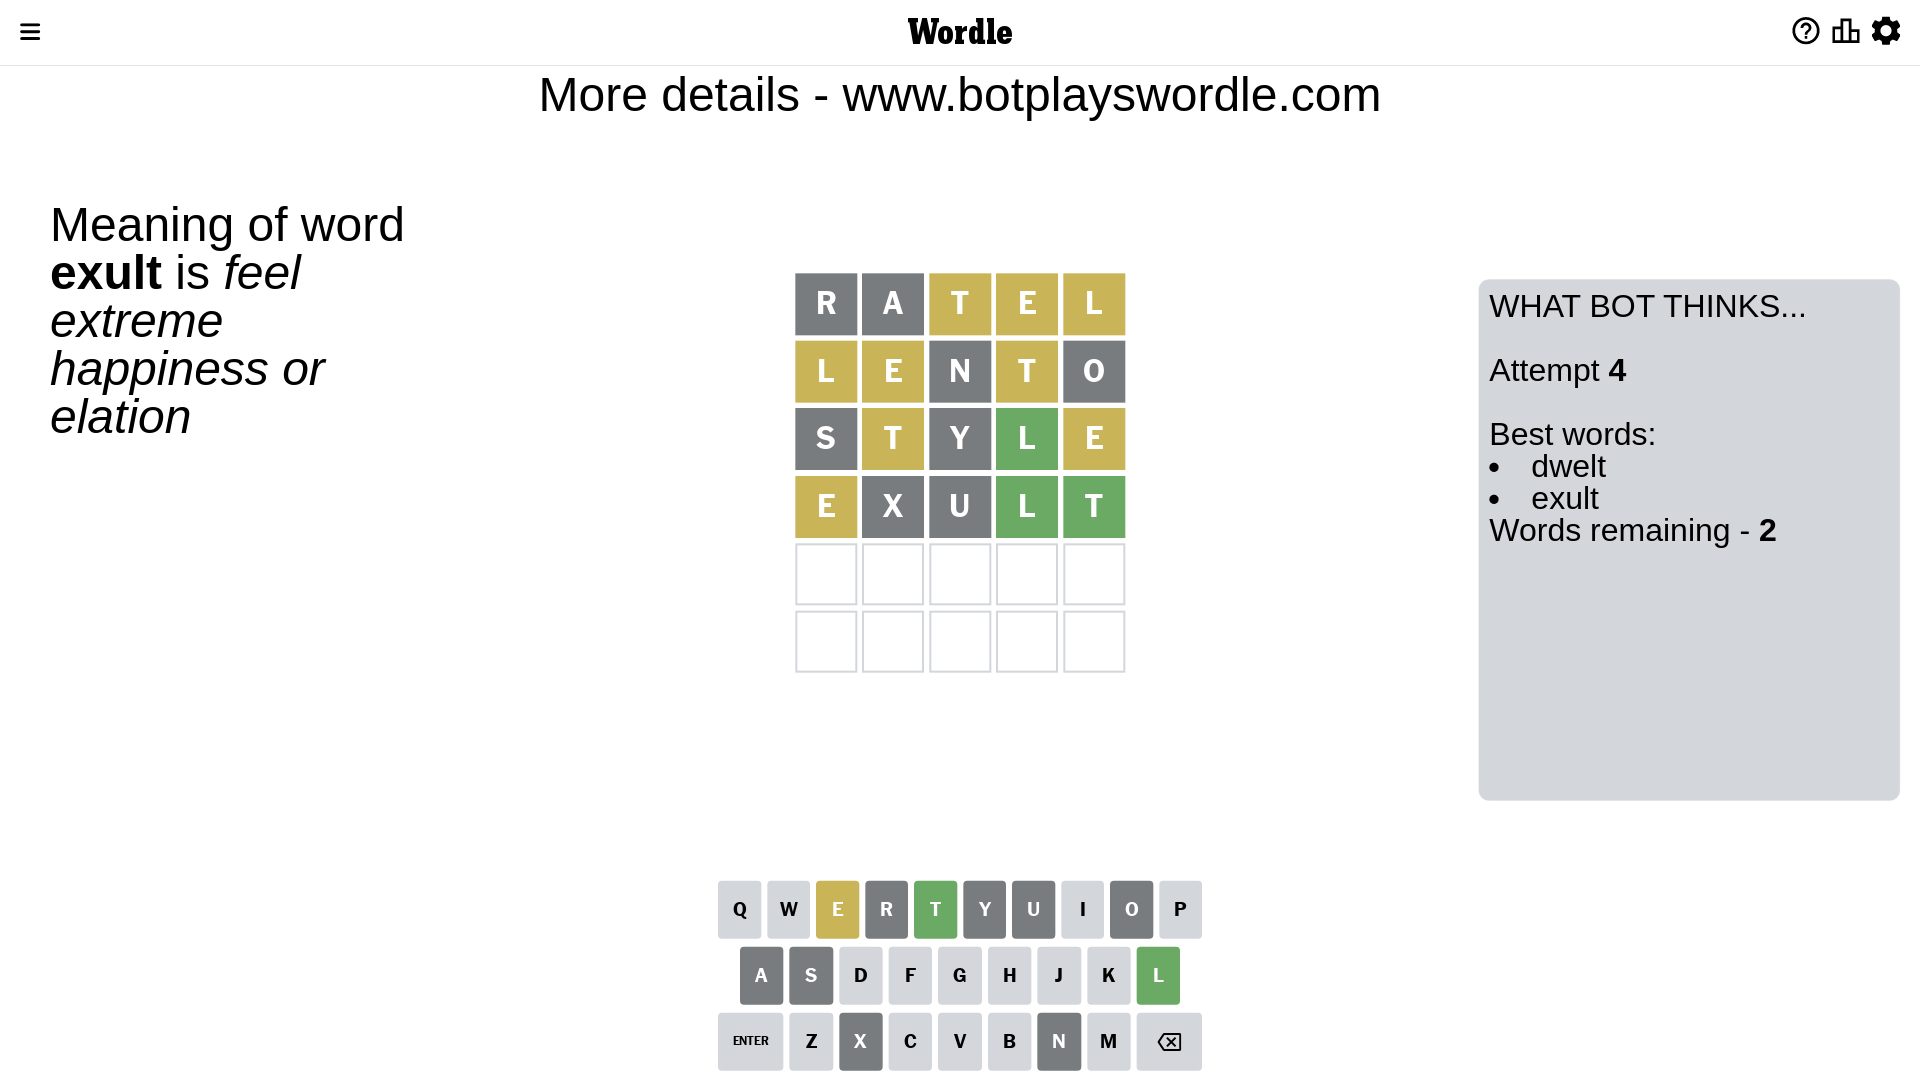 Wordle
More details - www.botplayswordle.com
Meaning of word
exult is feel
extreme
happiness or
elation
R A T E L
L E N T O
S T Y L E
E X U L T
WHAT BOT THINKS...
Attempt 4
Best words:
• dwelt
• exult
Words remaining - 2
Q W E R T Y U I O P
A S D F G H J K L
ENTER Z X C V B N M